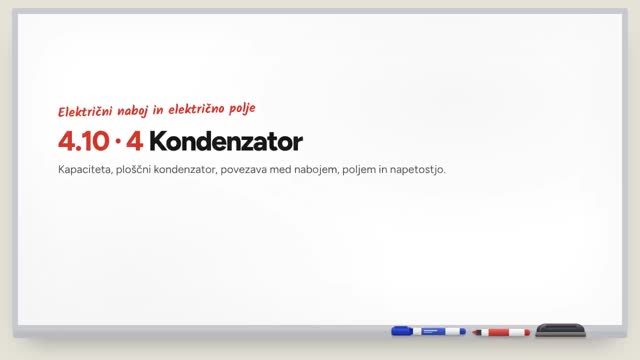 Električni naboj in električno polje
4.10 · 4 Kondenzator
Kapaciteta, ploščni kondenzator, povezava med nabojem, poljem in napetostjo.